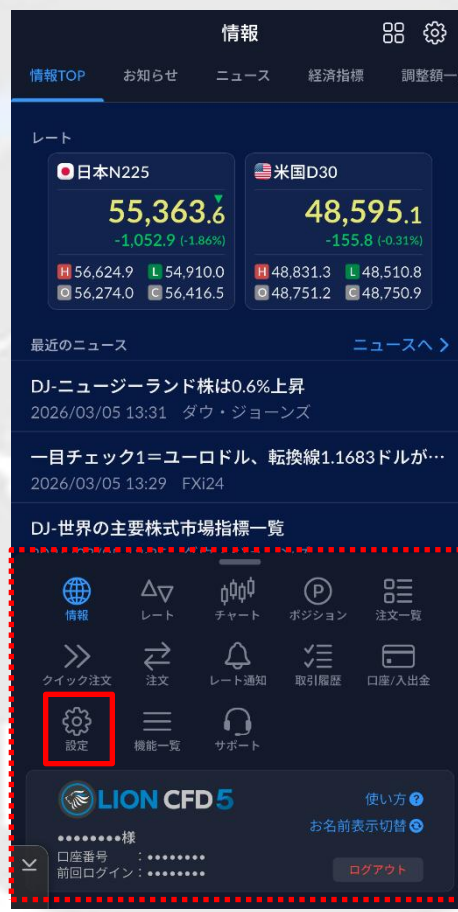 情報
情報TOP お知らせ ニュース 経済指標 調整額一
レート
日本N225 米国D30
55,363.6 48,595.1
-1,052.9 (-1.86%) -155.8 (-0.31%)
H 56,624.9 L 54,910.0 H 48,831.3 L 48,510.8
O 56,274.0 C 56,416.5 O 48,751.2 C 48,750.9
最近のニュース ニュースへ
DJ-ニュージーランド株は0.6%上昇
2026/03/05 13:31 ダウ・ジョーンズ
一目チェック1=ユーロドル、転換線1.1683ドルが…
2026/03/05 13:29 FXi24
DJ-世界の主要株式市場指標一覧
情報 レート チャート ポジション 注文一覧
クイック注文 注文 レート通知 取引履歴 口座/入出金
設定 機能一覧 サポート
LION CFD 5 使い方
お名前表示切替
••••••••様
口座番号 : ••••••••
前回ログイン : •••••••• ログアウト